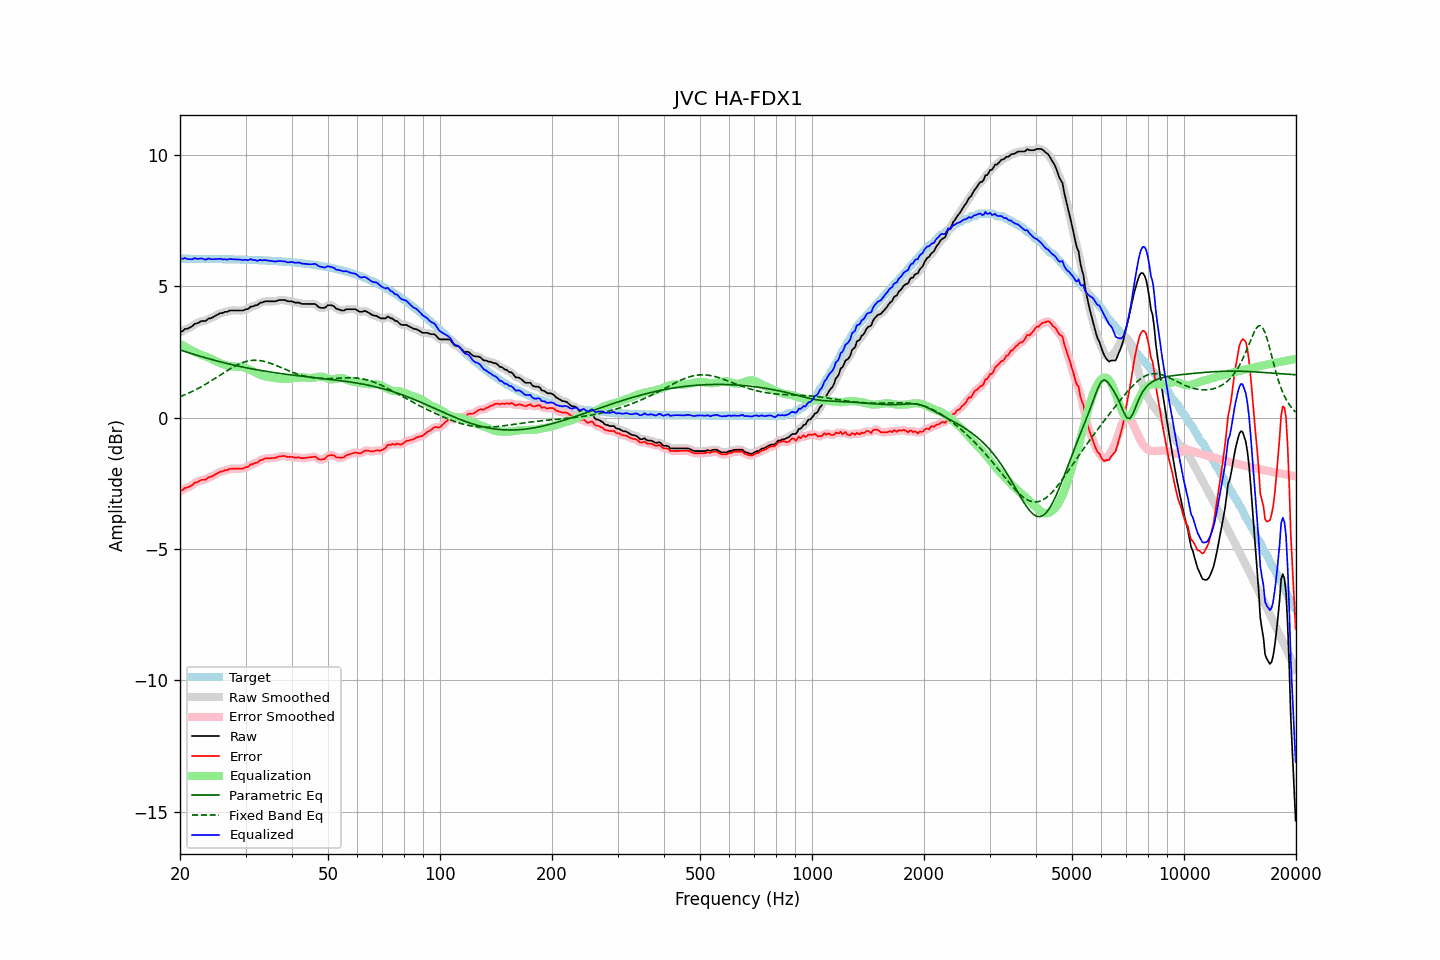 JVC HA-FDX1
Amplitude (dBr)
10
5
0
−5
−10
−15
Target
Raw Smoothed
Error Smoothed
Raw
Error
Equalization
Parametric Eq
Fixed Band Eq
Equalized
20 50 100 200 500 1000 2000 5000 10000 20000
Frequency (Hz)